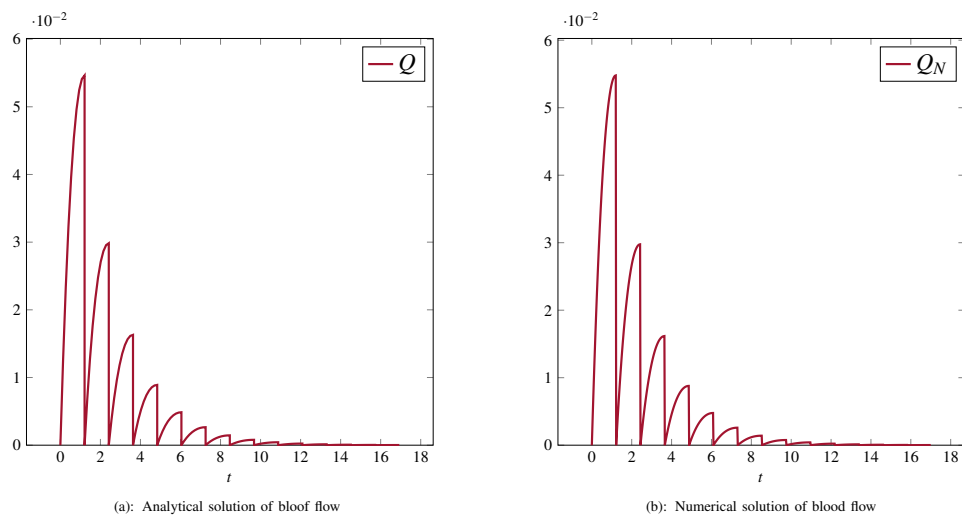 ·10⁻²
6
5
4
3
2
1
0
0 2 4 6 8 10 12 14 16 18
t
Q
(a): Analytical solution of bloof flow
·10⁻²
6
5
4
3
2
1
0
0 2 4 6 8 10 12 14 16 18
t
Q_N
(b): Numerical solution of blood flow